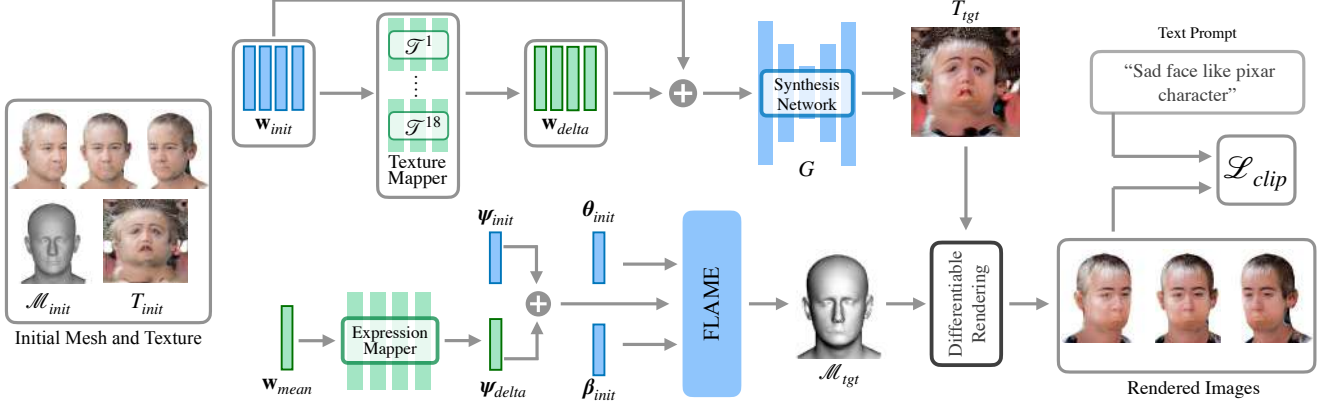 T_tgt
Text Prompt
“Sad face like pixar
character”
w_init
𝒯^1
......
𝒯^18
Texture
Mapper
w_delta
Synthesis
Network
G
ℒ_clip
ℳ_init
T_init
Initial Mesh and Texture
w_mean
Expression
Mapper
ψ_init
ψ_delta
θ_init
β_init
FLAME
ℳ_tgt
Differentiable
Rendering
Rendered Images